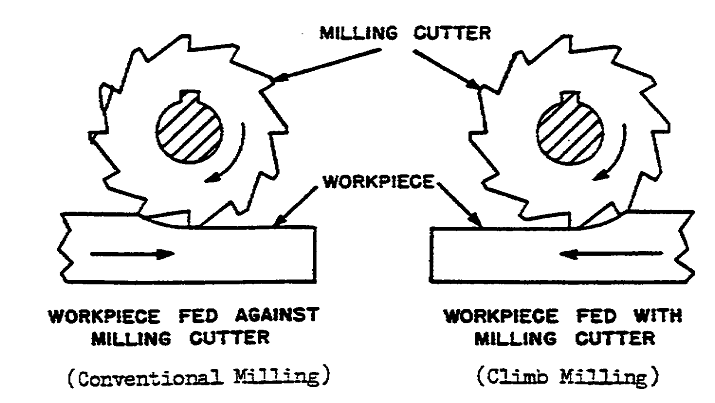 MILLING CUTTER
WORKPIECE
WORKPIECE FED AGAINST
MILLING CUTTER
(Conventional Milling)
WORKPIECE FED WITH
MILLING CUTTER
(Climb Milling)